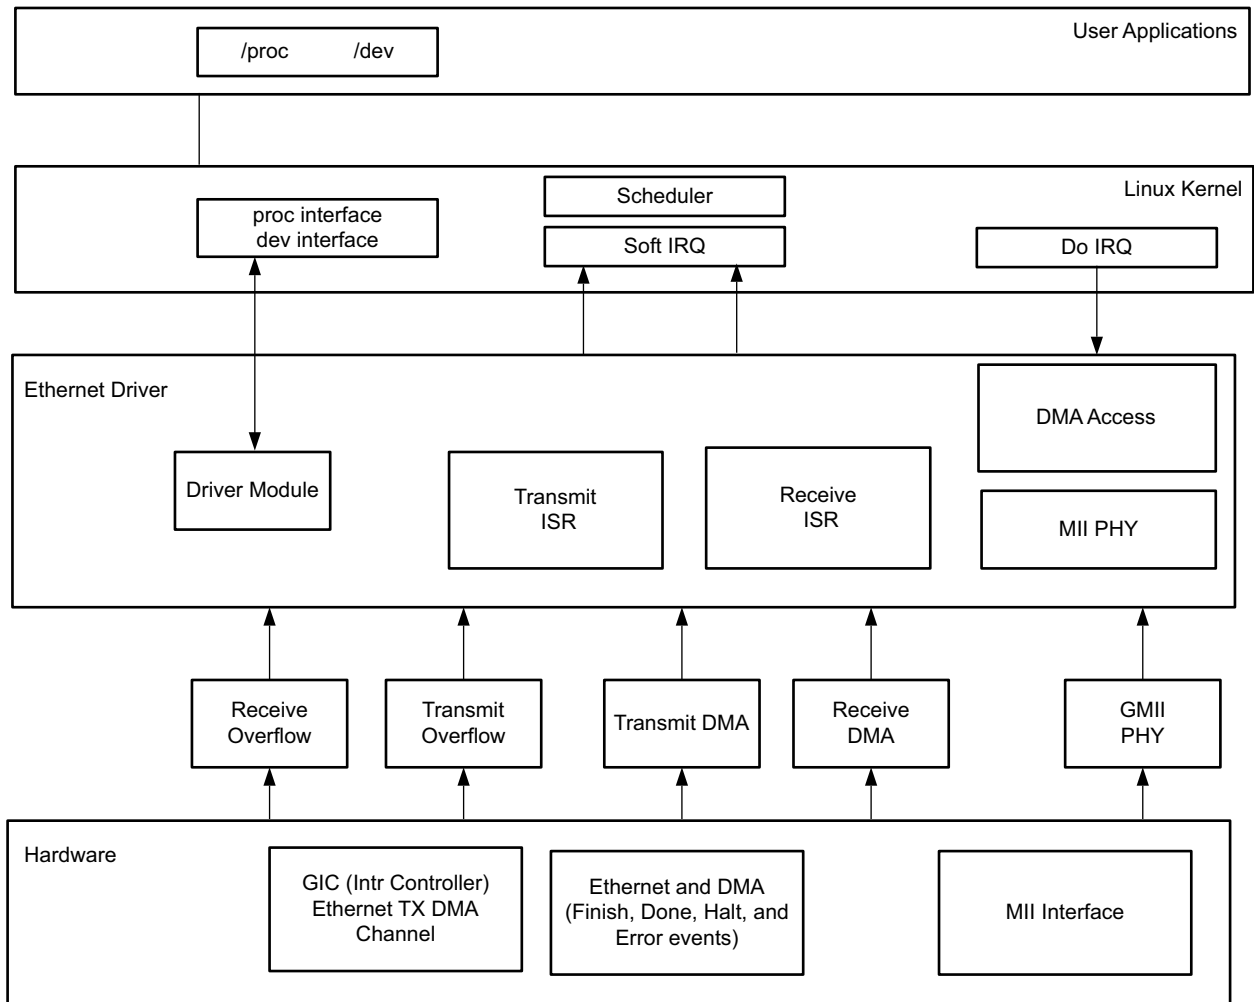 User Applications
/proc /dev
Linux Kernel
Scheduler
proc interface
dev interface
Soft IRQ
Do IRQ
Ethernet Driver
DMA Access
Driver Module
Transmit
ISR
Receive
ISR
MII PHY
Receive
Overflow
Transmit
Overflow
Transmit DMA
Receive
DMA
GMII
PHY
Hardware
GIC (Intr Controller)
Ethernet TX DMA
Channel
Ethernet and DMA
(Finish, Done, Halt, and
Error events)
MII Interface